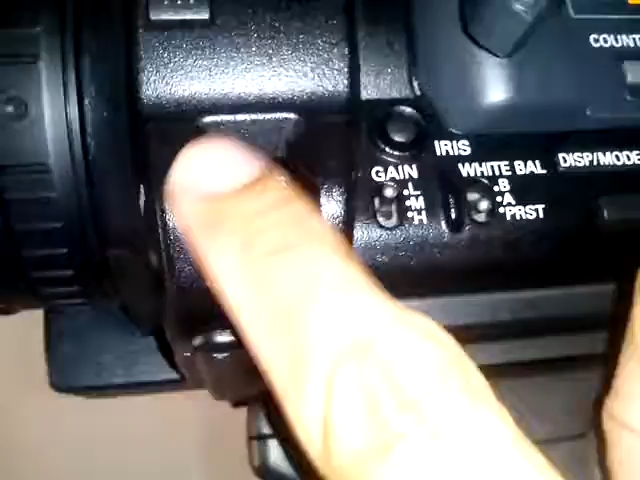 COUNT
IRIS
GAIN
WHITE BAL
DISP/MODE
•L
•M
•H
•B
•A
•PRST